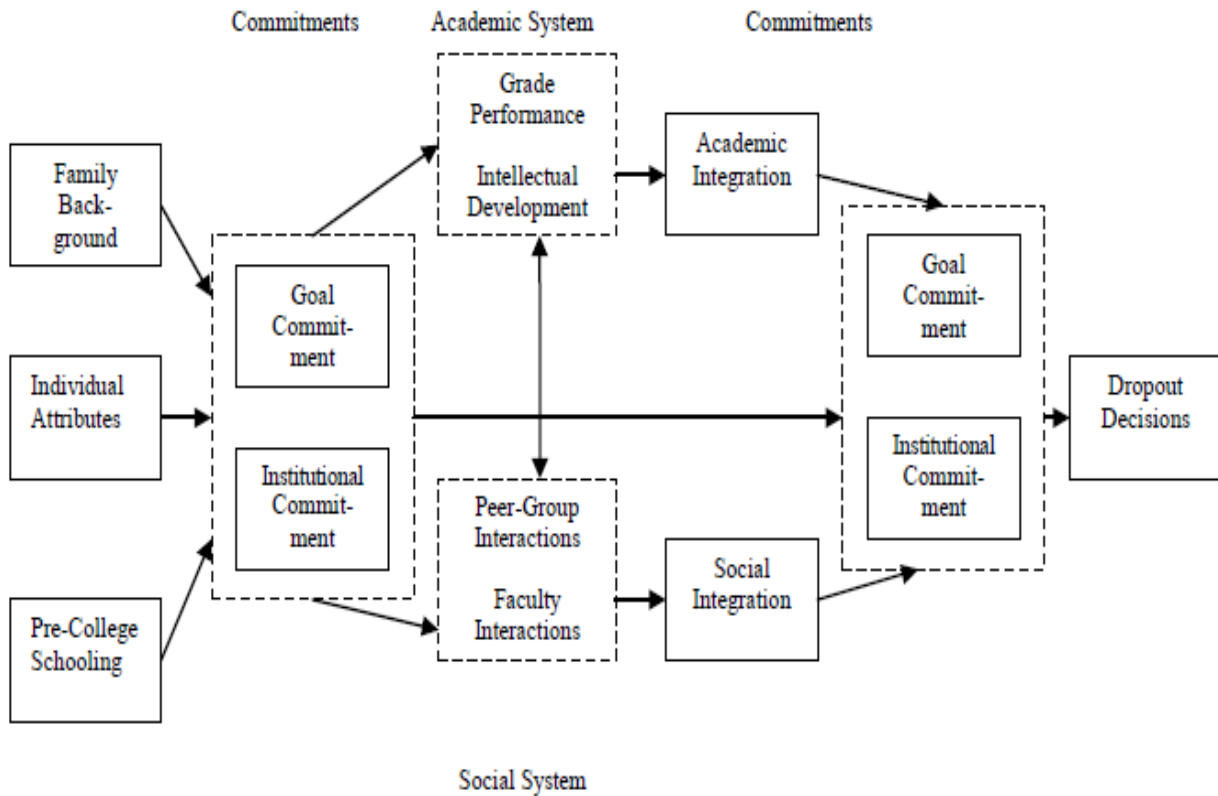 Commitments
Academic System
Commitments
Grade
Performance
Intellectual
Development
Academic
Integration
Family
Back-
ground
Goal
Commit-
ment
Goal
Commit-
ment
Individual
Attributes
Dropout
Decisions
Institutional
Commit-
ment
Institutional
Commit-
ment
Peer-Group
Interactions
Faculty
Interactions
Social
Integration
Pre-College
Schooling
Social System